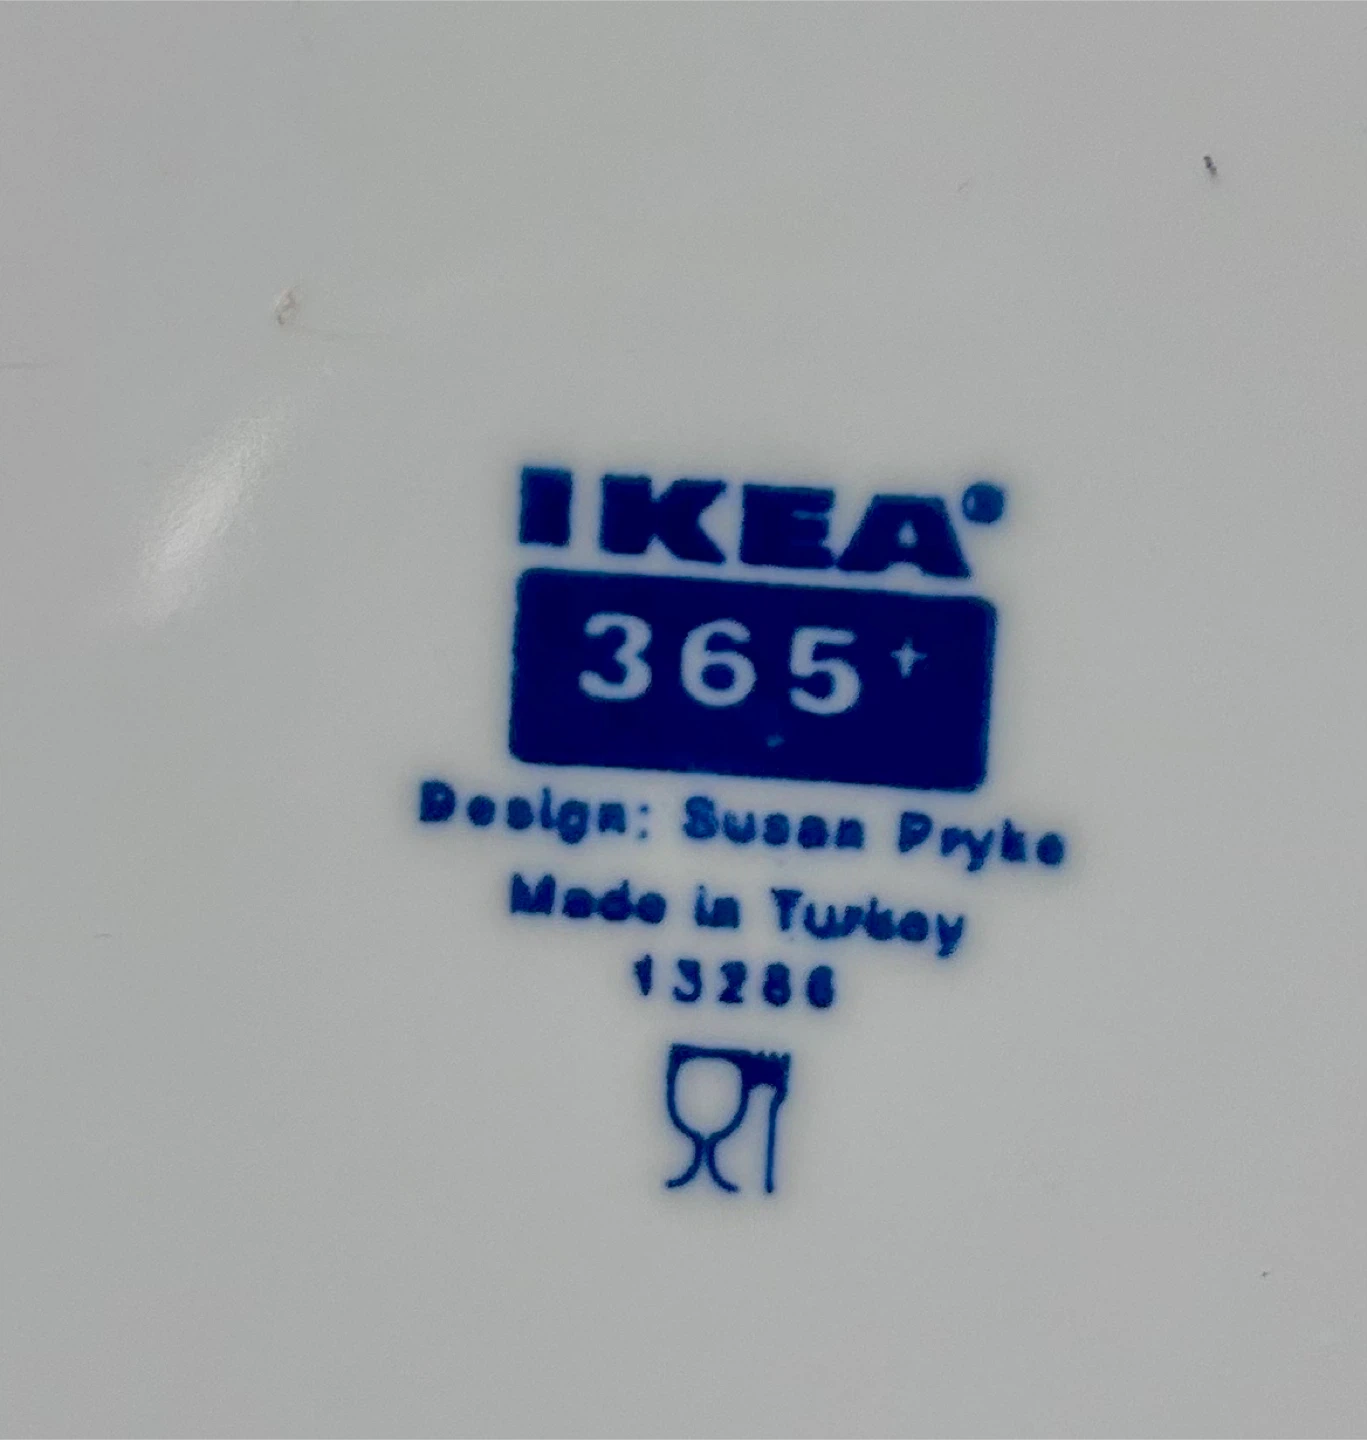 IKEA®
365+
Design: Susan Pryke
Made in Turkey
13286